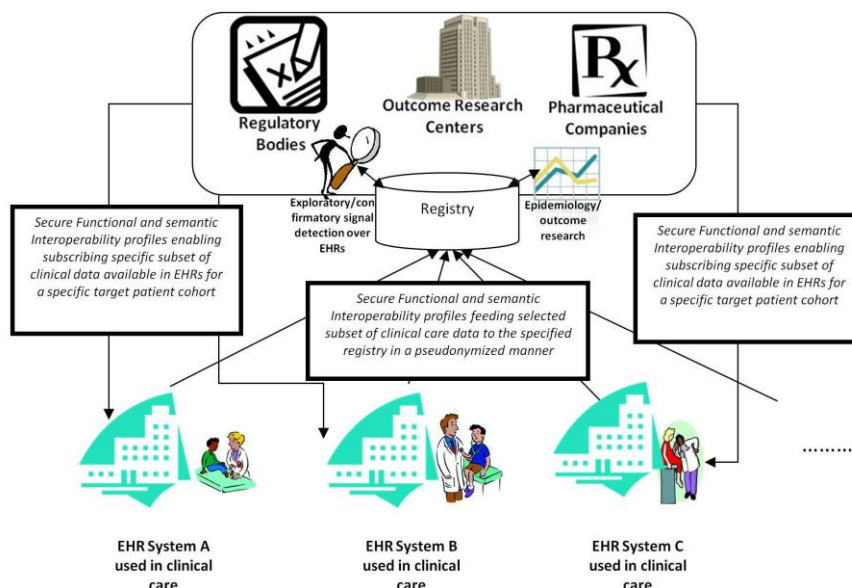 Regulatory
Bodies
Outcome Research
Centers
Rx
Pharmaceutical
Companies
Exploratory/con
firmatory signal
detection over
EHRs
Registry
Epidemiology/
outcome
research
Secure Functional and semantic
Interoperability profiles enabling
subscribing specific subset of
clinical data available in EHRs for
a specific target patient cohort
Secure Functional and semantic
Interoperability profiles feeding selected
subset of clinical care data to the specified
registry in a pseudonymized manner
Secure Functional and semantic
Interoperability profiles enabling
subscribing specific subset of
clinical data available in EHRs for
a specific target patient cohort
..........
EHR System A
used in clinical
care
EHR System B
used in clinical
care
EHR System C
used in clinical
care